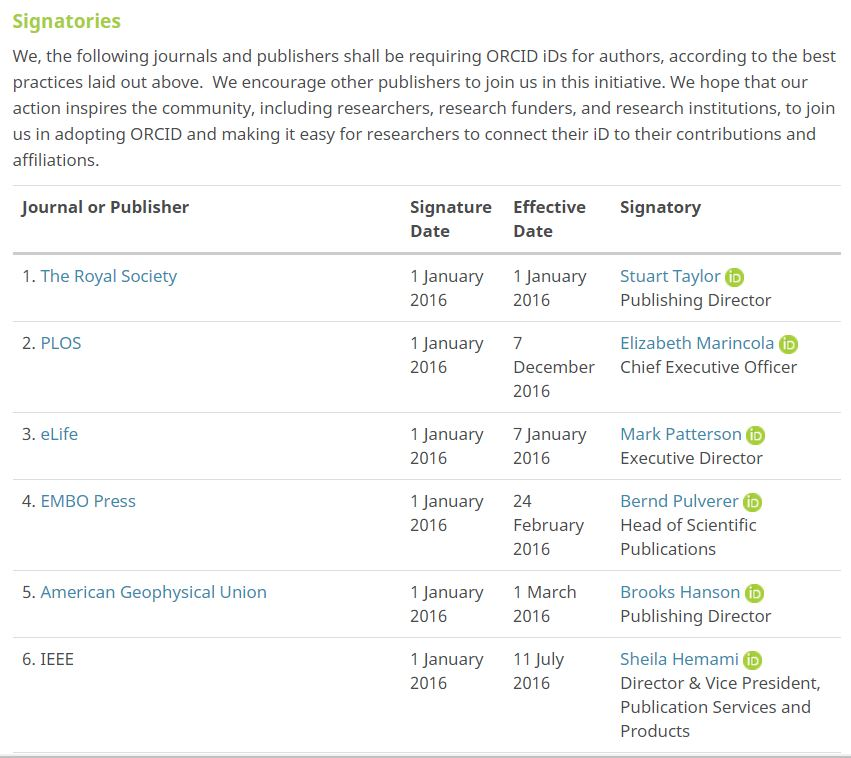 Signatories
We, the following journals and publishers shall be requiring ORCID iDs for authors, according to the best
practices laid out above.  We encourage other publishers to join us in this initiative. We hope that our
action inspires the community, including researchers, research funders, and research institutions, to join
us in adopting ORCID and making it easy for researchers to connect their iD to their contributions and
affiliations.
Journal or Publisher Signature Effective Signatory
Date Date
1. The Royal Society 1 January 1 January Stuart Taylor iD
2016 2016 Publishing Director
2. PLOS 1 January 7 Elizabeth Marincola iD
2016 December Chief Executive Officer
2016
3. eLife 1 January 7 January Mark Patterson iD
2016 2016 Executive Director
4. EMBO Press 1 January 24 Bernd Pulverer iD
2016 February Head of Scientific
2016 Publications
5. American Geophysical Union 1 January 1 March Brooks Hanson iD
2016 2016 Publishing Director
6. IEEE 1 January 11 July Sheila Hemami iD
2016 2016 Director & Vice President,
Publication Services and
Products